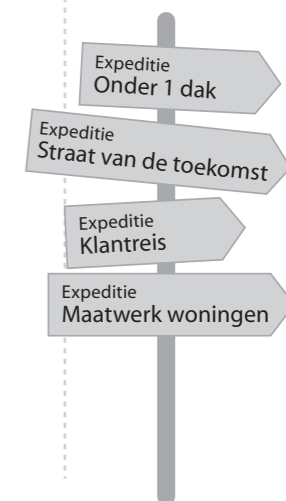 Expeditie
Onder 1 dak
Expeditie
Straat van de toekomst
Expeditie
Klantreis
Expeditie
Maatwerk woningen